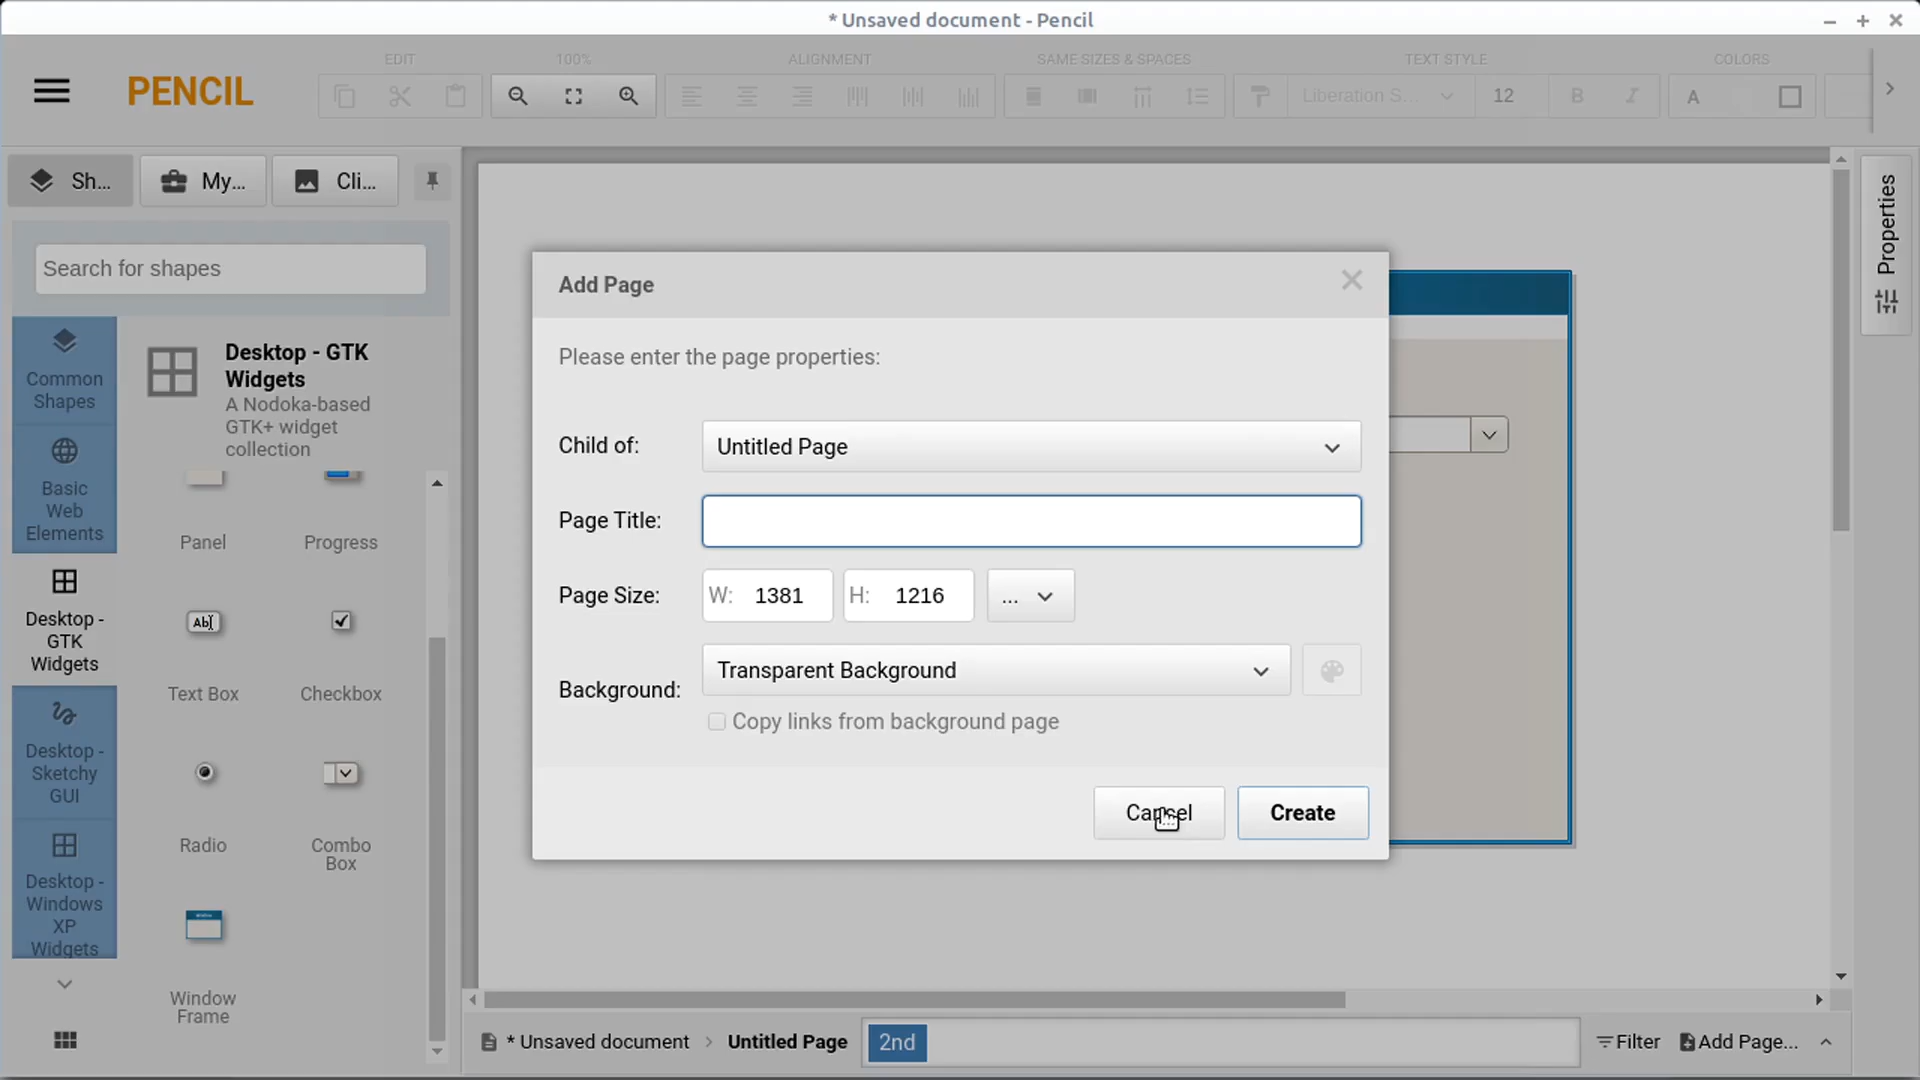 * Unsaved document - Pencil
PENCIL
EDIT
100%
ALIGNMENT
SAME SIZES & SPACES
TEXT STYLE
COLORS
Liberation S...
12
B
I
A
Sh...
My...
Cli...
Search for shapes
Common
Shapes
Basic
Web
Elements
Desktop -
GTK
Widgets
Desktop -
Sketchy
GUI
Desktop -
Windows
XP
Widgets
Desktop - GTK
Widgets
A Nodoka-based
GTK+ widget
collection
Panel
Progress
Ab
Text Box
Checkbox
Radio
Combo
Box
Window
Frame
Add Page
Please enter the page properties:
Child of:
Untitled Page
Page Title:
Page Size:
W: 1381
H: 1216
...
Background:
Transparent Background
Copy links from background page
Cancel
Create
Properties
* Unsaved document
Untitled Page
2nd
Filter
Add Page...